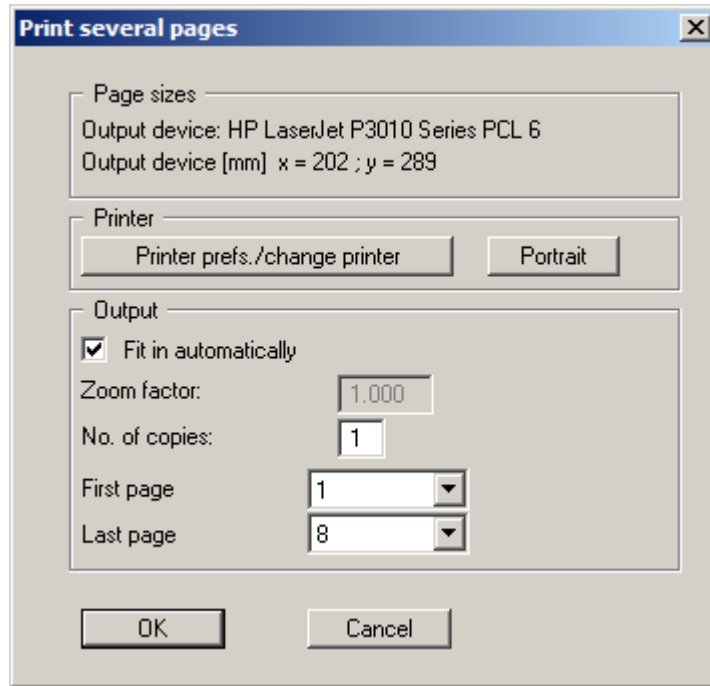 Print several pages
Page sizes
Output device: HP LaserJet P3010 Series PCL 6
Output device [mm] x = 202 ; y = 289
Printer
Printer prefs./change printer Portrait
Output
Fit in automatically
Zoom factor: 1.000
No. of copies: 1
First page 1
Last page 8
OK Cancel